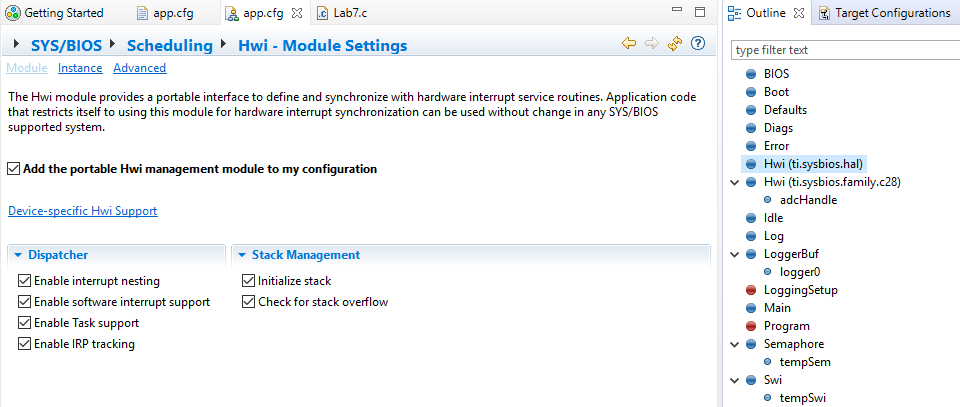 Getting Started
app.cfg
app.cfg
Lab7.c
SYS/BIOS
Scheduling
Hwi - Module Settings
Module Instance Advanced
The Hwi module provides a portable interface to define and synchronize with hardware interrupt service routines. Application code
that restricts itself to using this module for hardware interrupt synchronization can be used without change in any SYS/BIOS
supported system.
Add the portable Hwi management module to my configuration
Device-specific Hwi Support
Dispatcher
Enable interrupt nesting
Enable software interrupt support
Enable Task support
Enable IRP tracking
Stack Management
Initialize stack
Check for stack overflow
Outline
Target Configurations
type filter text
BIOS
Boot
Defaults
Diags
Error
Hwi (ti.sysbios.hal)
Hwi (ti.sysbios.family.c28)
adcHandle
Idle
Log
LoggerBuf
logger0
LoggingSetup
Main
Program
Semaphore
tempSem
Swi
tempSwi